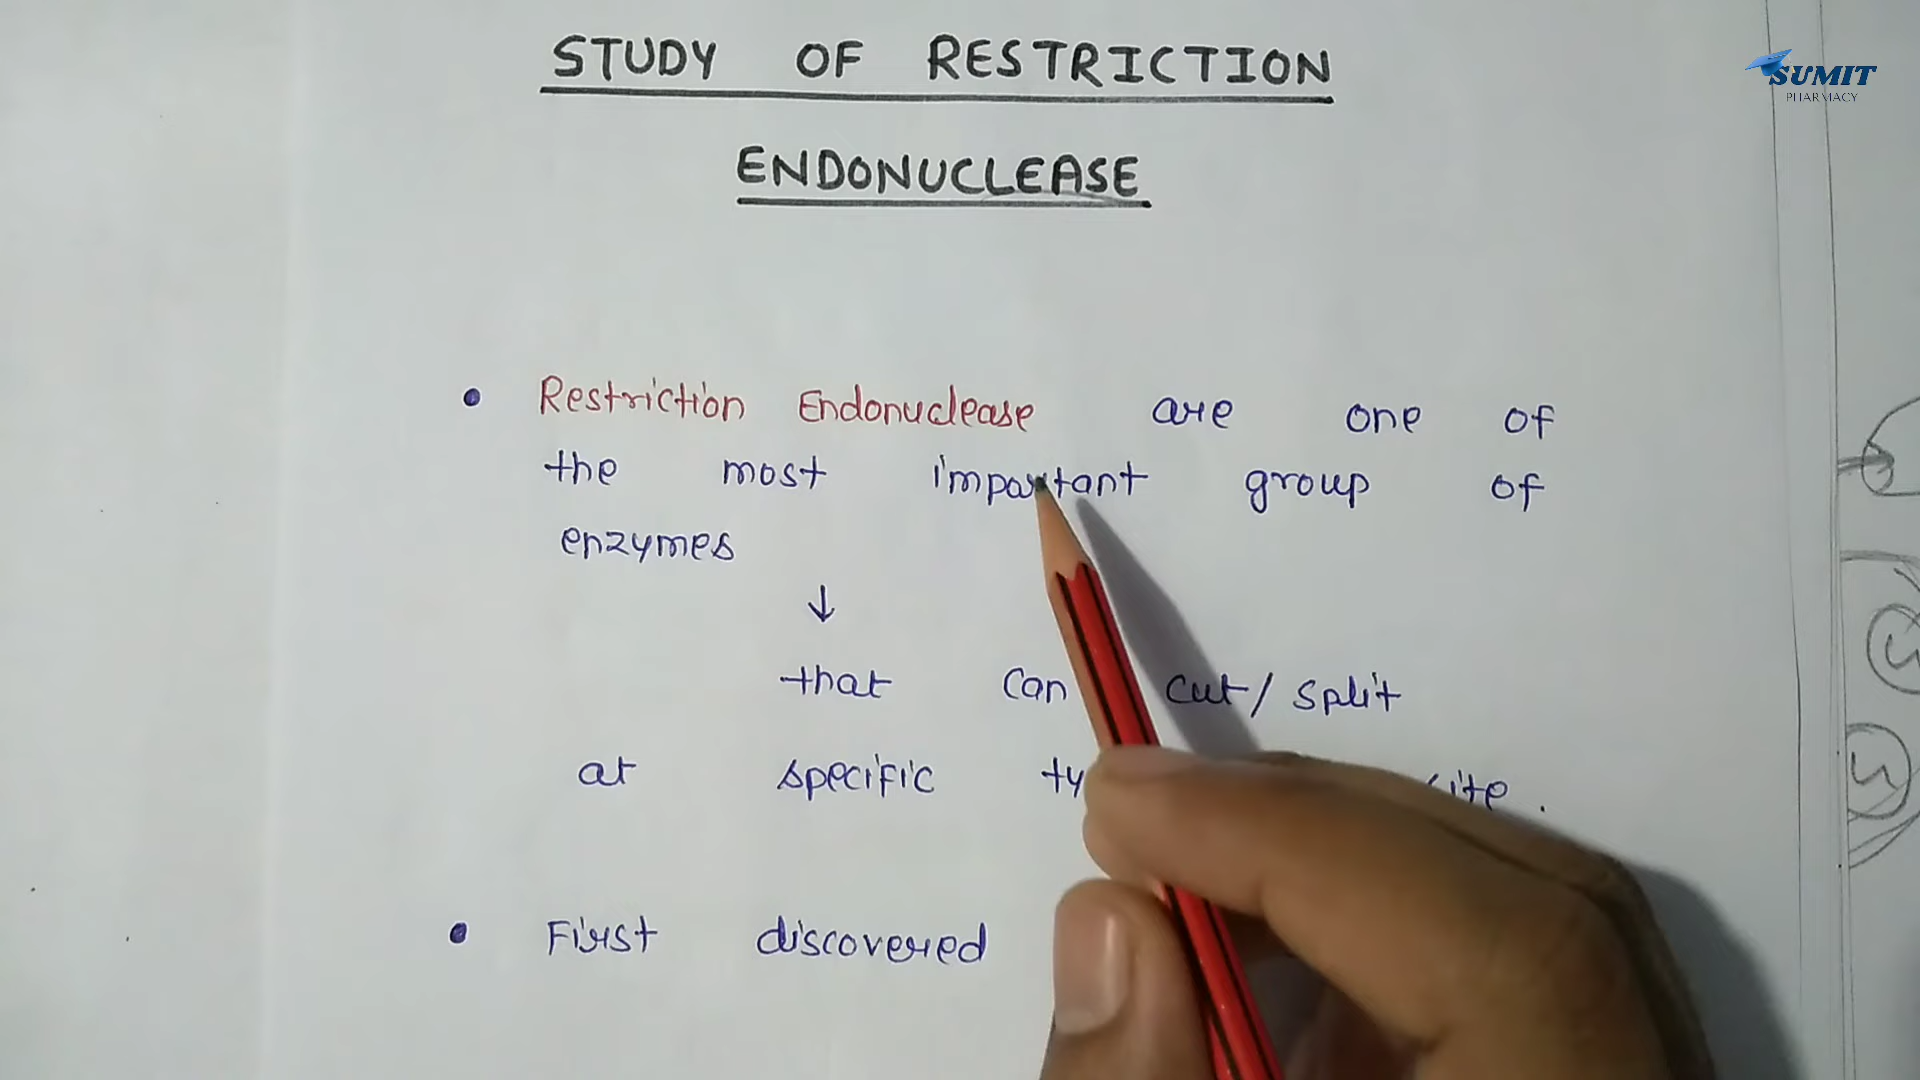 STUDY OF RESTRICTION
ENDONUCLEASE
SUMIT
PHARMACY
• Restriction Endonuclease are one of
the most important group of
enzymes
↓
that can cut/split
at specific site.
• First discovered